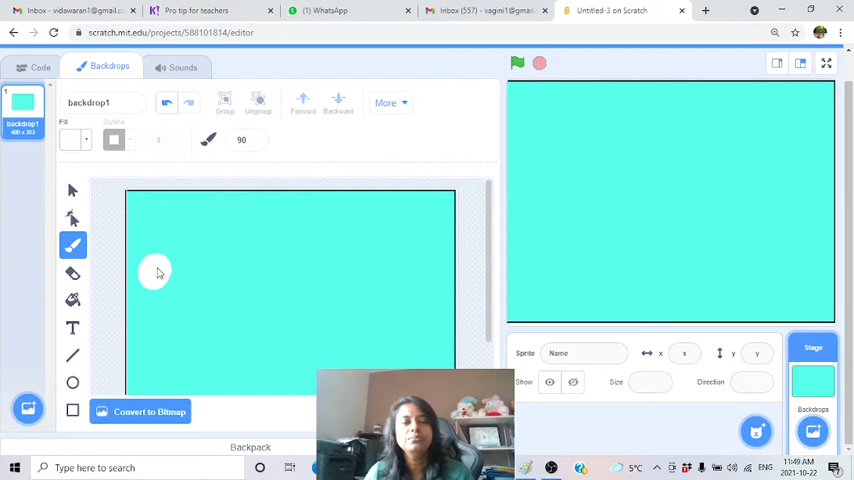 Inbox - vidawaran1@gmail.c
Pro tip for teachers
(1) WhatsApp
Inbox (557) - vagini1@gmail.c
Untitled-3 on Scratch
scratch.mit.edu/projects/588101814/editor
Code
Backdrops
Sounds
1
backdrop1
480 x 360
backdrop1
Group
Ungroup
Forward
Backward
More
Fill
Outline
4
90
T
Convert to Bitmap
Backpack
Sprite
Name
x
x
y
y
Show
Size
Direction
Stage
Backdrops
1
Type here to search
5°C
ENG
11:49 AM
2021-10-22